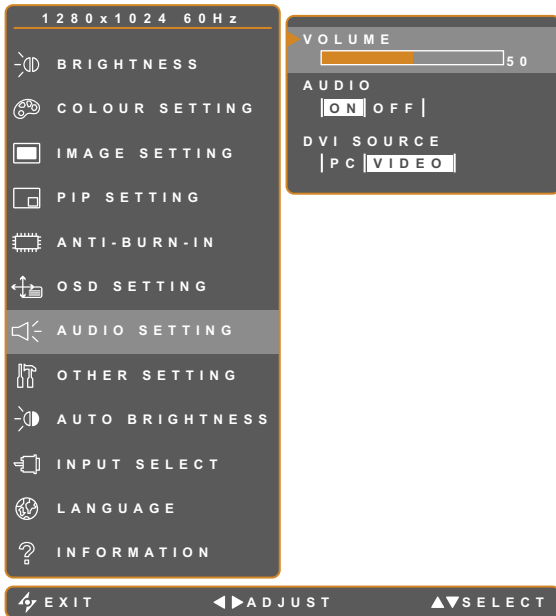 1280x1024 60Hz
BRIGHTNESS
COLOUR SETTING
IMAGE SETTING
PIP SETTING
ANTI-BURN-IN
OSD SETTING
AUDIO SETTING
OTHER SETTING
AUTO BRIGHTNESS
INPUT SELECT
LANGUAGE
INFORMATION
VOLUME
50
AUDIO
ON OFF
DVI SOURCE
PC VIDEO
EXIT ADJUST SELECT